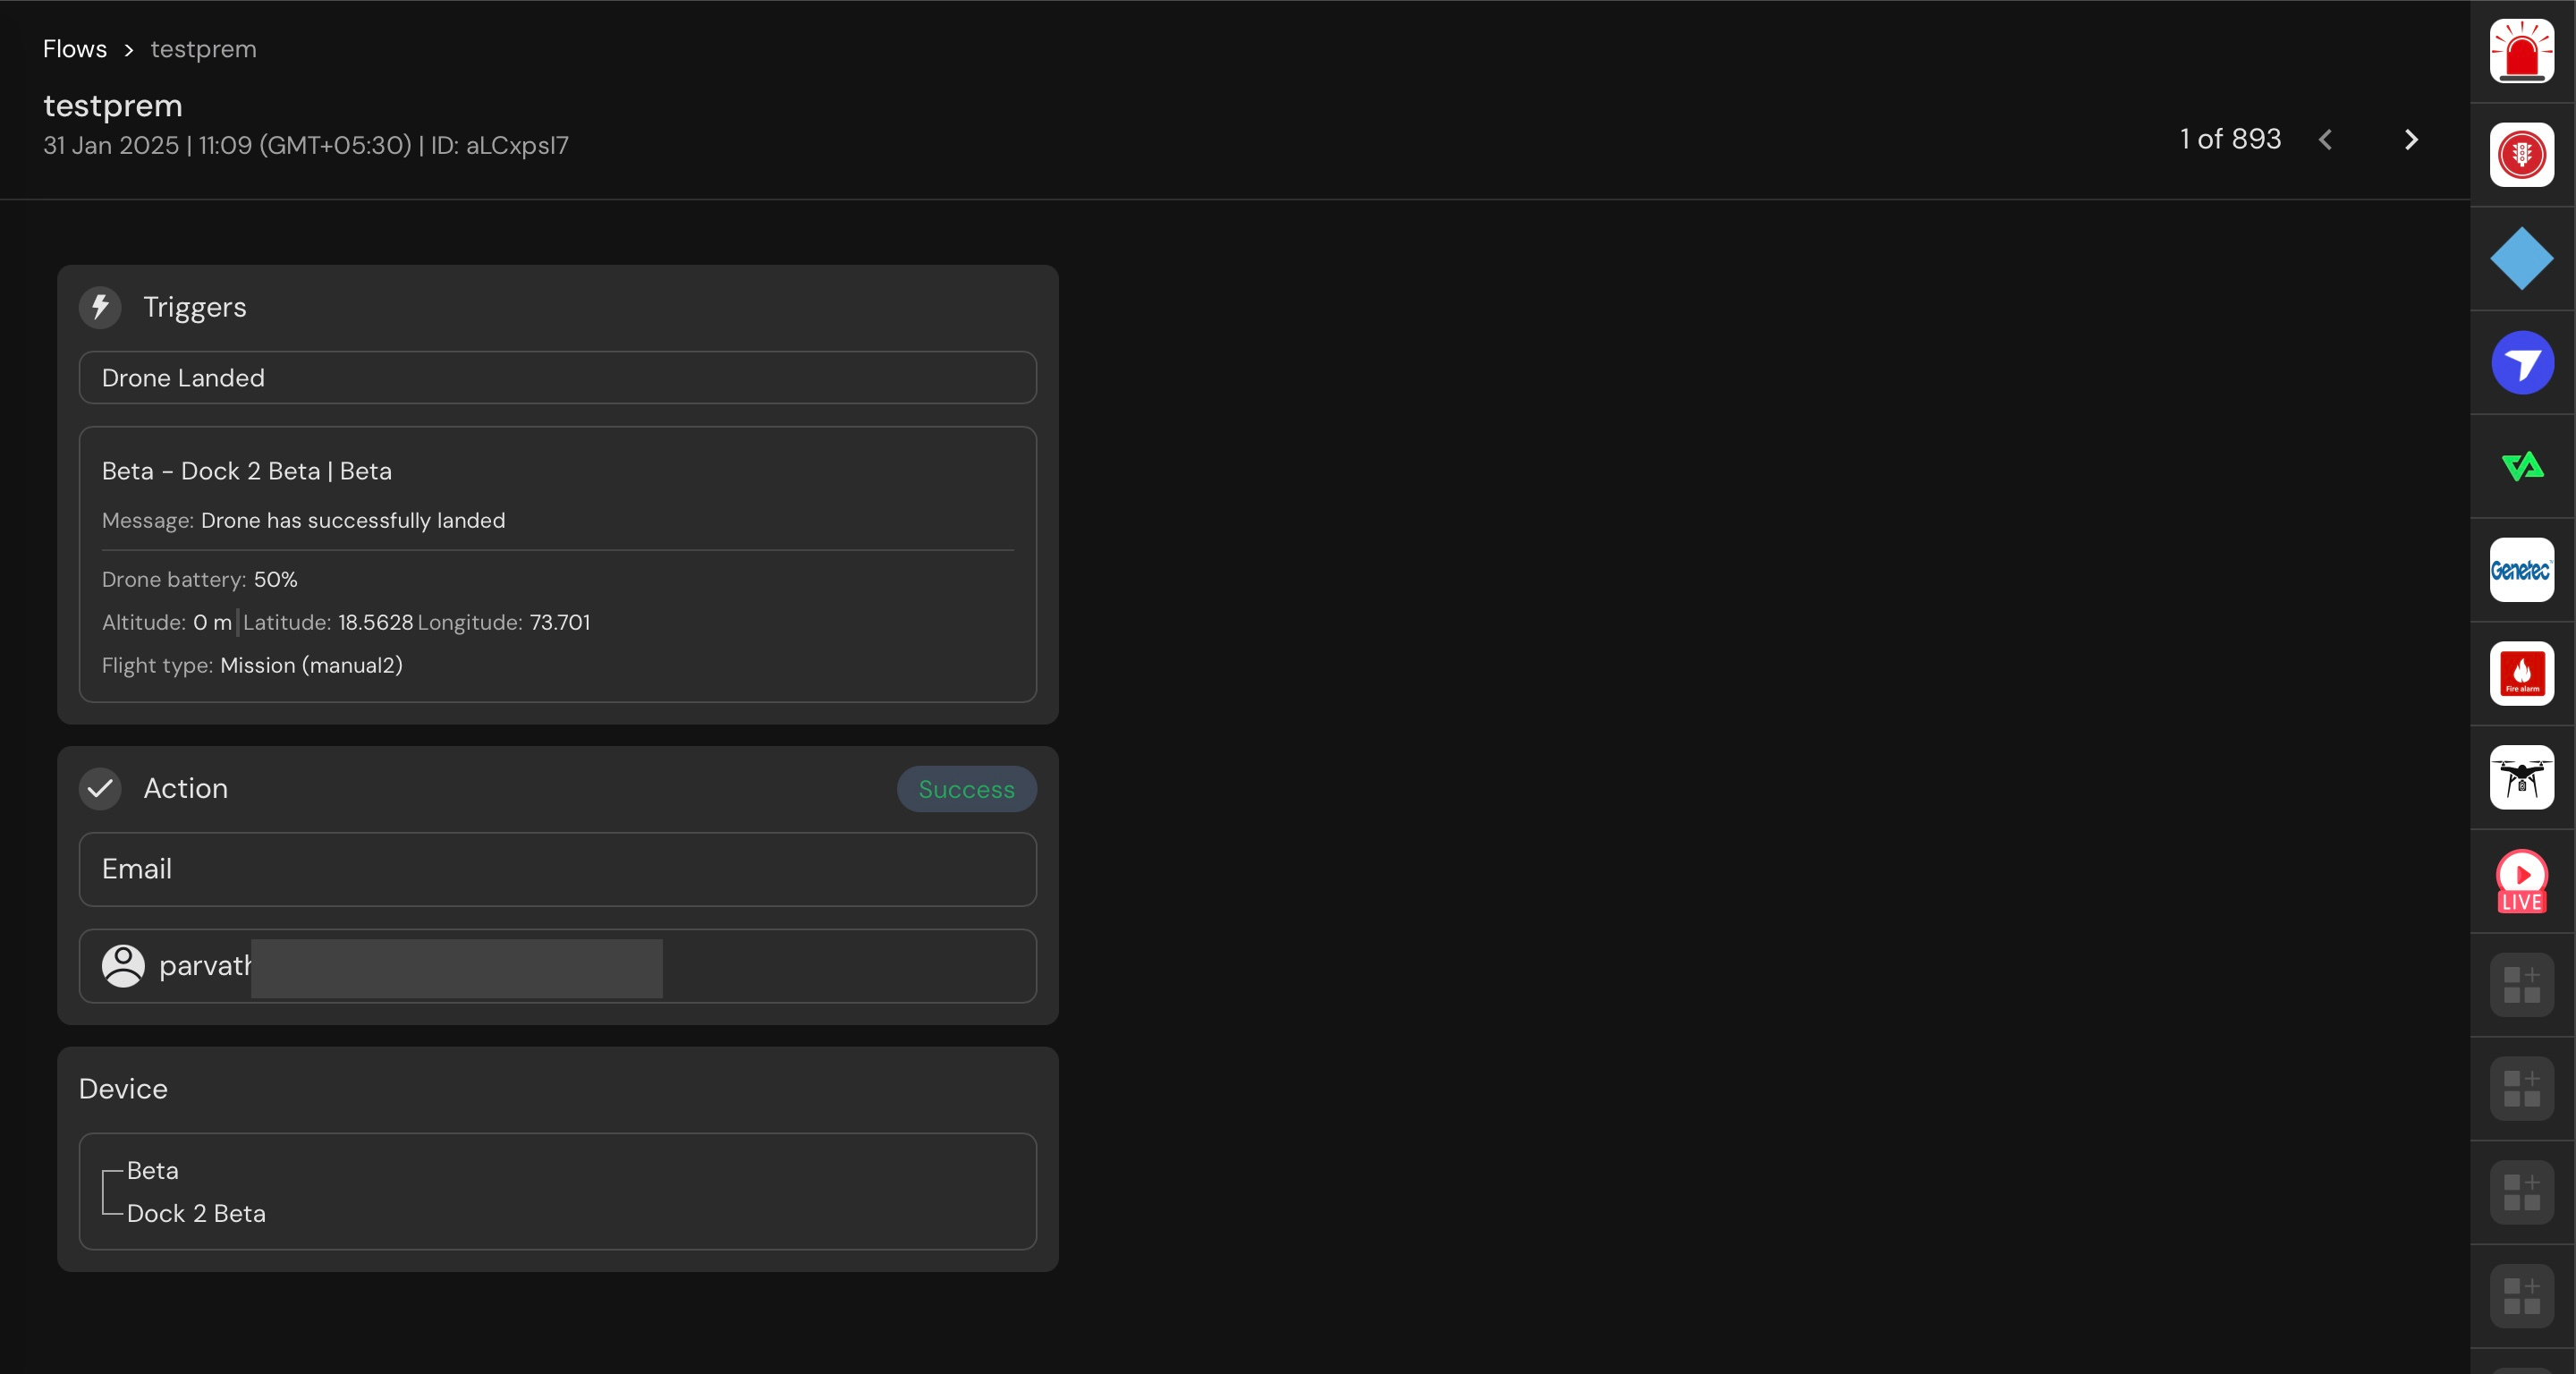 Flows > testprem
testprem
31 Jan 2025 | 11:09 (GMT+05:30) | ID: aLCxpsl7
1 of 893
Triggers
Drone Landed
Beta - Dock 2 Beta | Beta
Message: Drone has successfully landed
Drone battery: 50%
Altitude: 0 m Latitude: 18.5628 Longitude: 73.701
Flight type: Mission (manual2)
Action
Success
Email
parvath
Device
Beta
Dock 2 Beta
Genetec
Fire alarm
LIVE